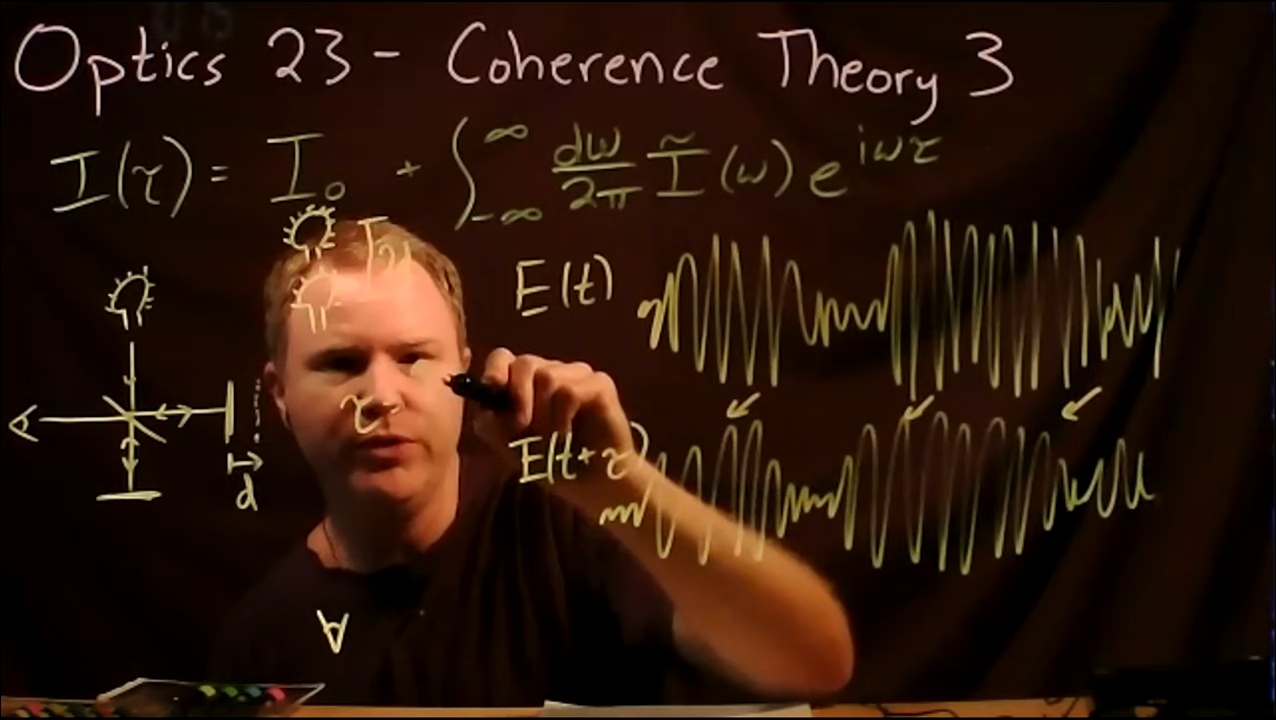 Optics 23 - Coherence Theory 3
I(τ) = I₀ + ∫_{-∞}^{∞} dω/2π Ĩ(ω) e^{iωτ}
E(t)
τ
E(t+τ)
d